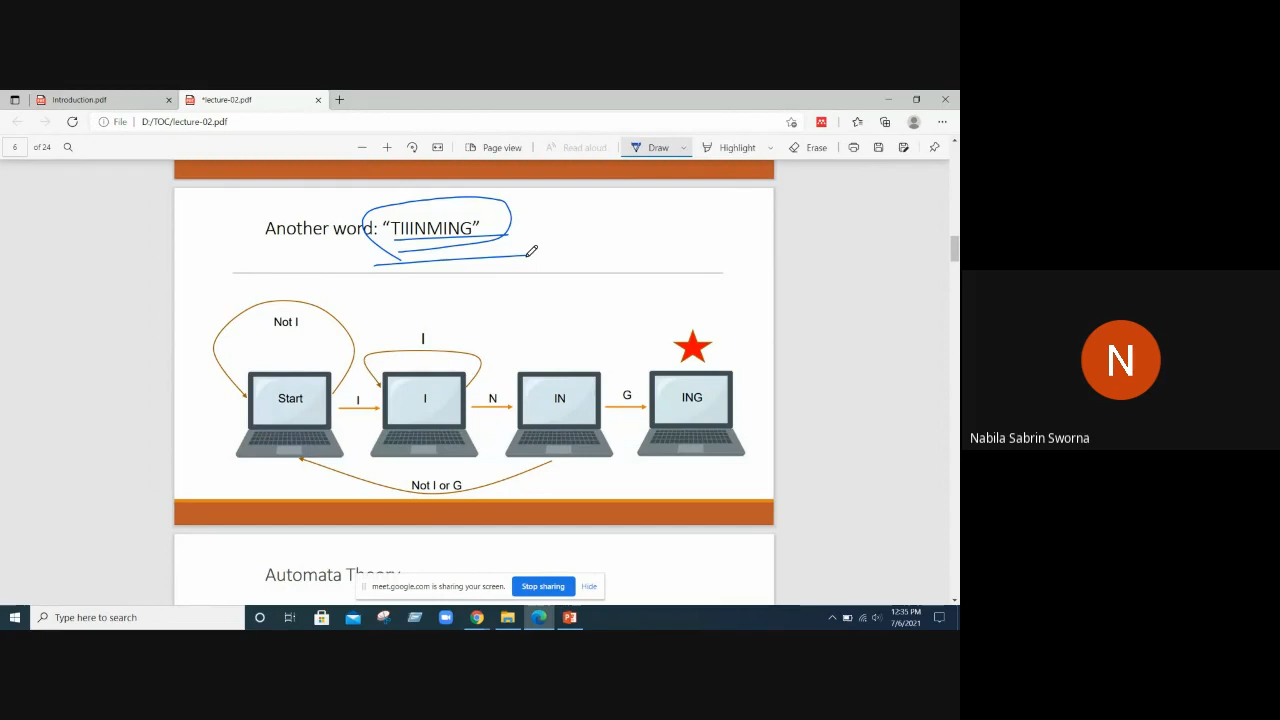 Introduction.pdf
*lecture-02.pdf
File D:/TOC/lecture-02.pdf
6 of 24 Page view Read aloud Draw Highlight Erase
Another word: “TIIINMING”
Not I
I
Start I I N IN G ING
Not I or G
Automata Theory
meet.google.com is sharing your screen. Stop sharing Hide
Type here to search
12:35 PM
7/6/2021
N
Nabila Sabrin Sworna